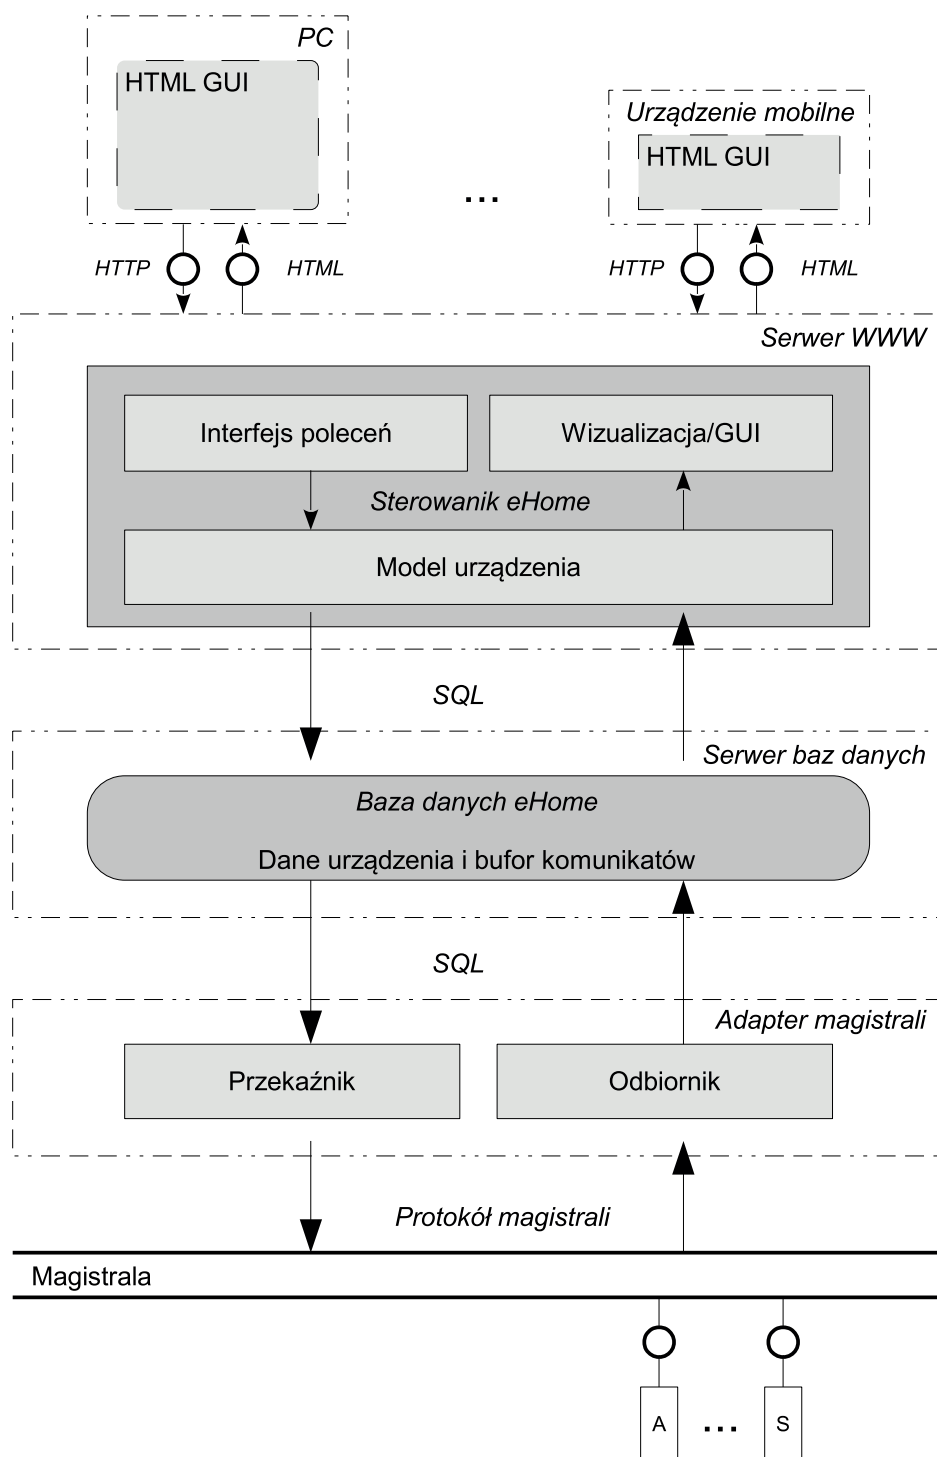 PC
HTML GUI
Urządzenie mobilne
HTML GUI
...
HTTP
HTML
HTTP
HTML
Serwer WWW
Interfejs poleceń
Wizualizacja/GUI
Sterowanik eHome
Model urządzenia
SQL
Serwer baz danych
Baza danych eHome
Dane urządzenia i bufor komunikatów
SQL
Adapter magistrali
Przekaźnik
Odbiornik
Protokół magistrali
Magistrala
A
...
S